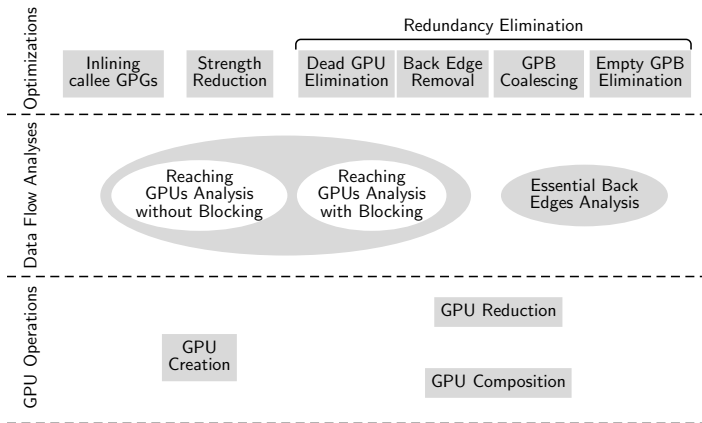 Redundancy Elimination
Optimizations
Inlining
callee GPGs
Strength
Reduction
Dead GPU
Elimination
Back Edge
Removal
GPB
Coalescing
Empty GPB
Elimination
Data Flow Analyses
Reaching
GPUs Analysis
without Blocking
Reaching
GPUs Analysis
with Blocking
Essential Back
Edges Analysis
GPU Operations
GPU Reduction
GPU
Creation
GPU Composition